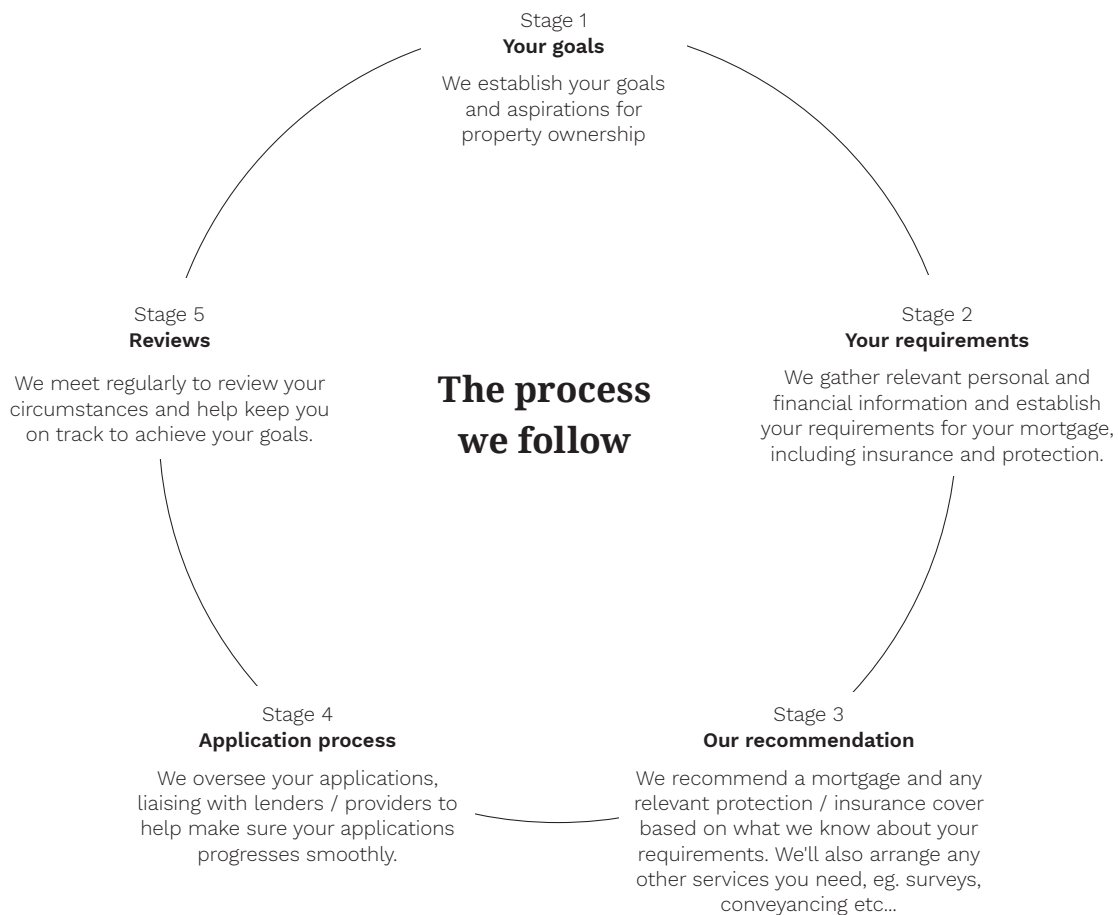 Stage 1
Your goals
We establish your goals
and aspirations for
property ownership
Stage 2
Your requirements
We gather relevant personal and
financial information and establish
your requirements for your mortgage,
including insurance and protection.
Stage 3
Our recommendation
We recommend a mortgage and any
relevant protection / insurance cover
based on what we know about your
requirements. We'll also arrange any
other services you need, eg. surveys,
conveyancing etc...
Stage 4
Application process
We oversee your applications,
liaising with lenders / providers to
help make sure your applications
progresses smoothly.
Stage 5
Reviews
We meet regularly to review your
circumstances and help keep you
on track to achieve your goals.
The process
we follow